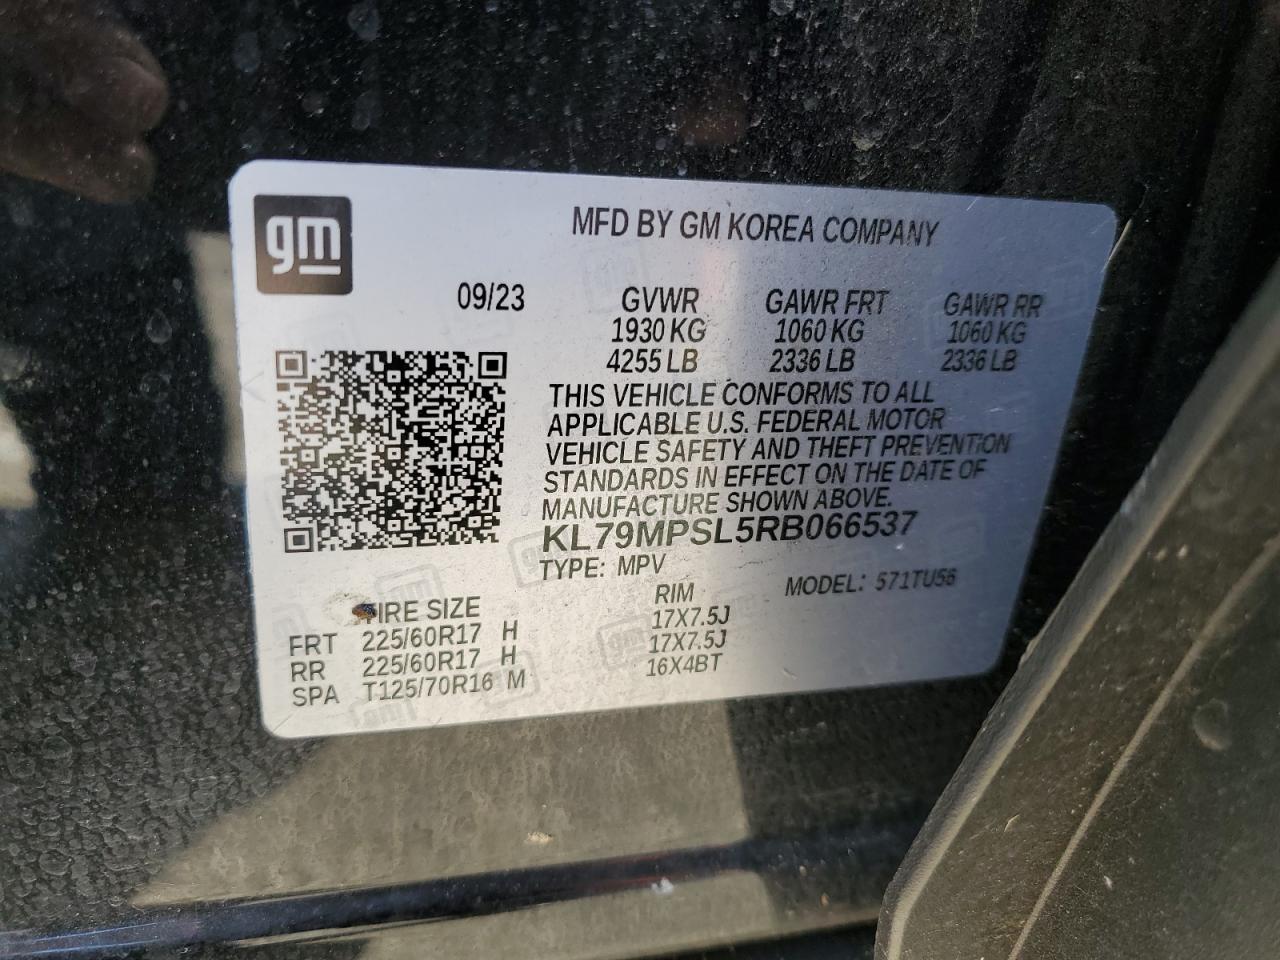 gm
MFD BY GM KOREA COMPANY
09/23
GVWR GAWR FRT GAWR RR
1930 KG 1060 KG 1060 KG
4255 LB 2336 LB 2336 LB
THIS VEHICLE CONFORMS TO ALL
APPLICABLE U.S. FEDERAL MOTOR
VEHICLE SAFETY AND THEFT PREVENTION
STANDARDS IN EFFECT ON THE DATE OF
MANUFACTURE SHOWN ABOVE.
KL79MPSL5RB066537
TYPE: MPV MODEL: 571TU56
IRE SIZE RIM
FRT 225/60R17 H 17X7.5J
RR 225/60R17 H 17X7.5J
SPA T125/70R16 M 16X4BT